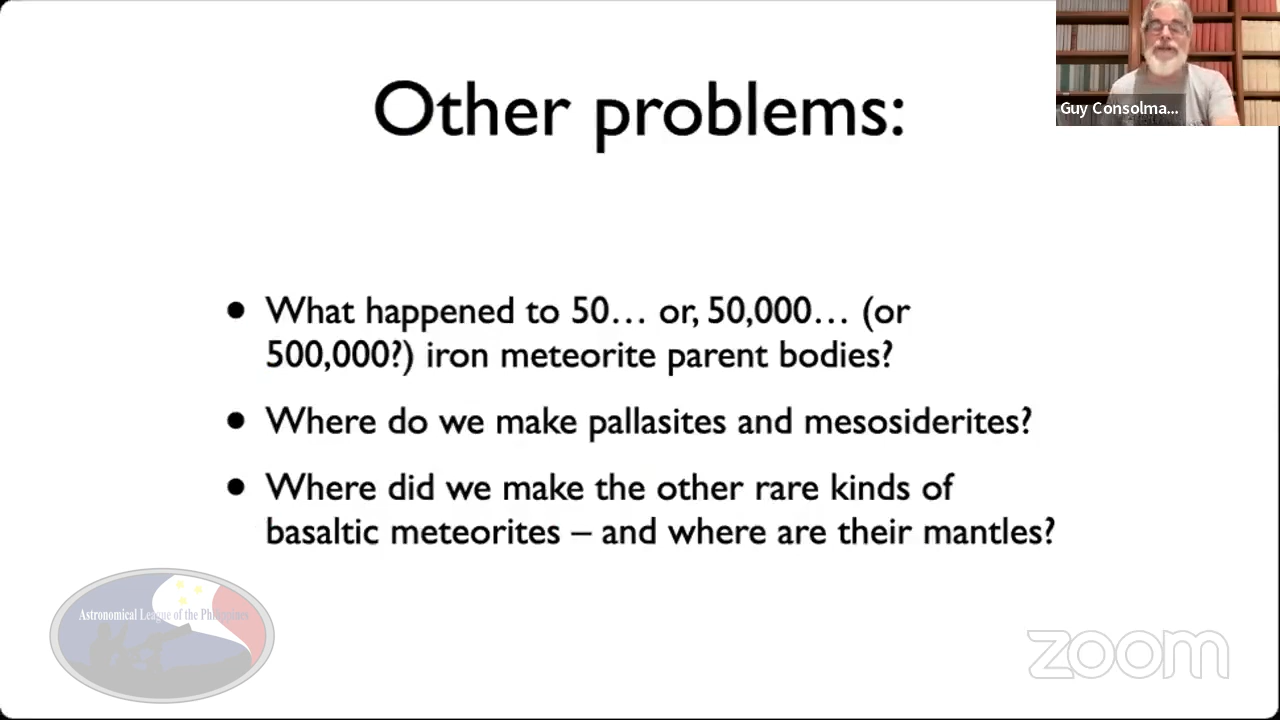 Other problems:
Guy Consolma...
• What happened to 50… or, 50,000… (or
500,000?) iron meteorite parent bodies?
• Where do we make pallasites and mesosiderites?
• Where did we make the other rare kinds of
basaltic meteorites – and where are their mantles?
Astronomical League of the Philippines
zoom